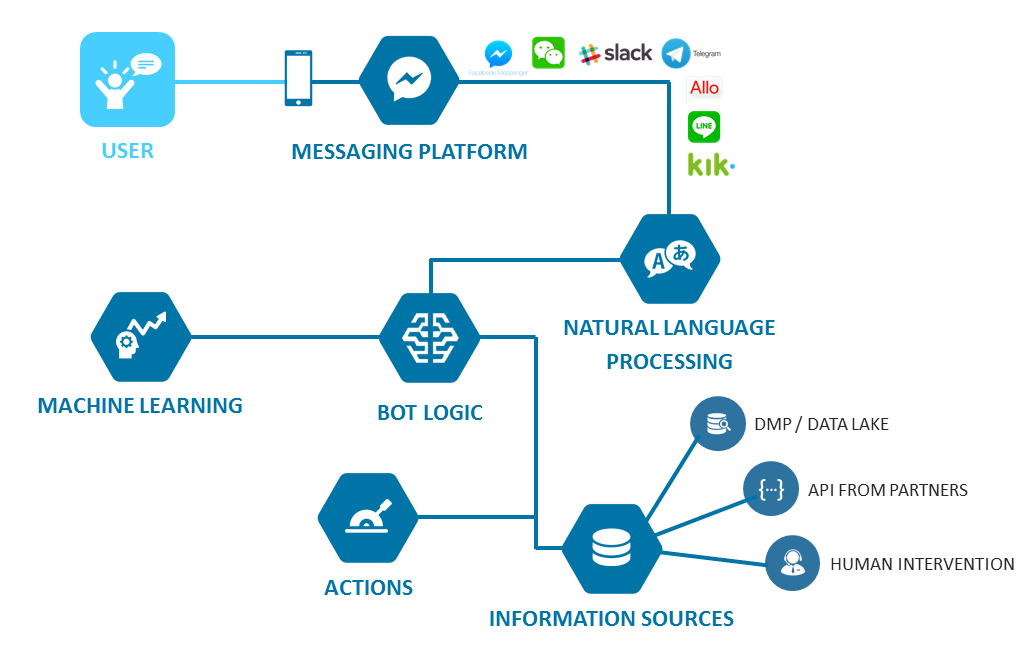 Facebook Messenger
slack
Telegram
Allo
LINE
kik
USER
MESSAGING PLATFORM
A
あ
NATURAL LANGUAGE
PROCESSING
MACHINE LEARNING
BOT LOGIC
DMP / DATA LAKE
{...}
API FROM PARTNERS
HUMAN INTERVENTION
ACTIONS
INFORMATION SOURCES